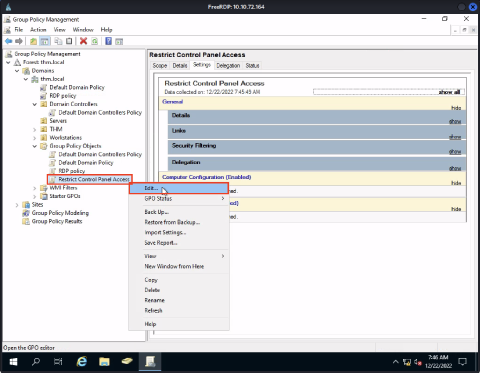 FreeRDP: 10.10.72.164
Group Policy Management
File Action View Window Help
Group Policy Management
Forest: thm.local
Domains
thm.local
Default Domain Policy
RDP policy
Domain Controllers
Default Domain Controllers Policy
Servers
THM
Workstations
Group Policy Objects
Default Domain Controllers Policy
Default Domain Policy
RDP policy
Restrict Control Panel Access
WMI Filters
Starter GPOs
Sites
Group Policy Modeling
Group Policy Results
Restrict Control Panel Access
Scope Details Settings Delegation Status
Restrict Control Panel Access
Data collected on: 12/22/2022 7:45:49 AM
show all
General
hide
Details
show
Links
show
Security Filtering
show
Delegation
show
Computer Configuration (Enabled)
hide
ed.
d)
hide
ed.
Edit...
GPO Status
Back Up...
Restore from Backup...
Import Settings...
Save Report...
View
New Window from Here
Copy
Delete
Rename
Refresh
Help
Open the GPO editor
7:46 AM
12/22/2022